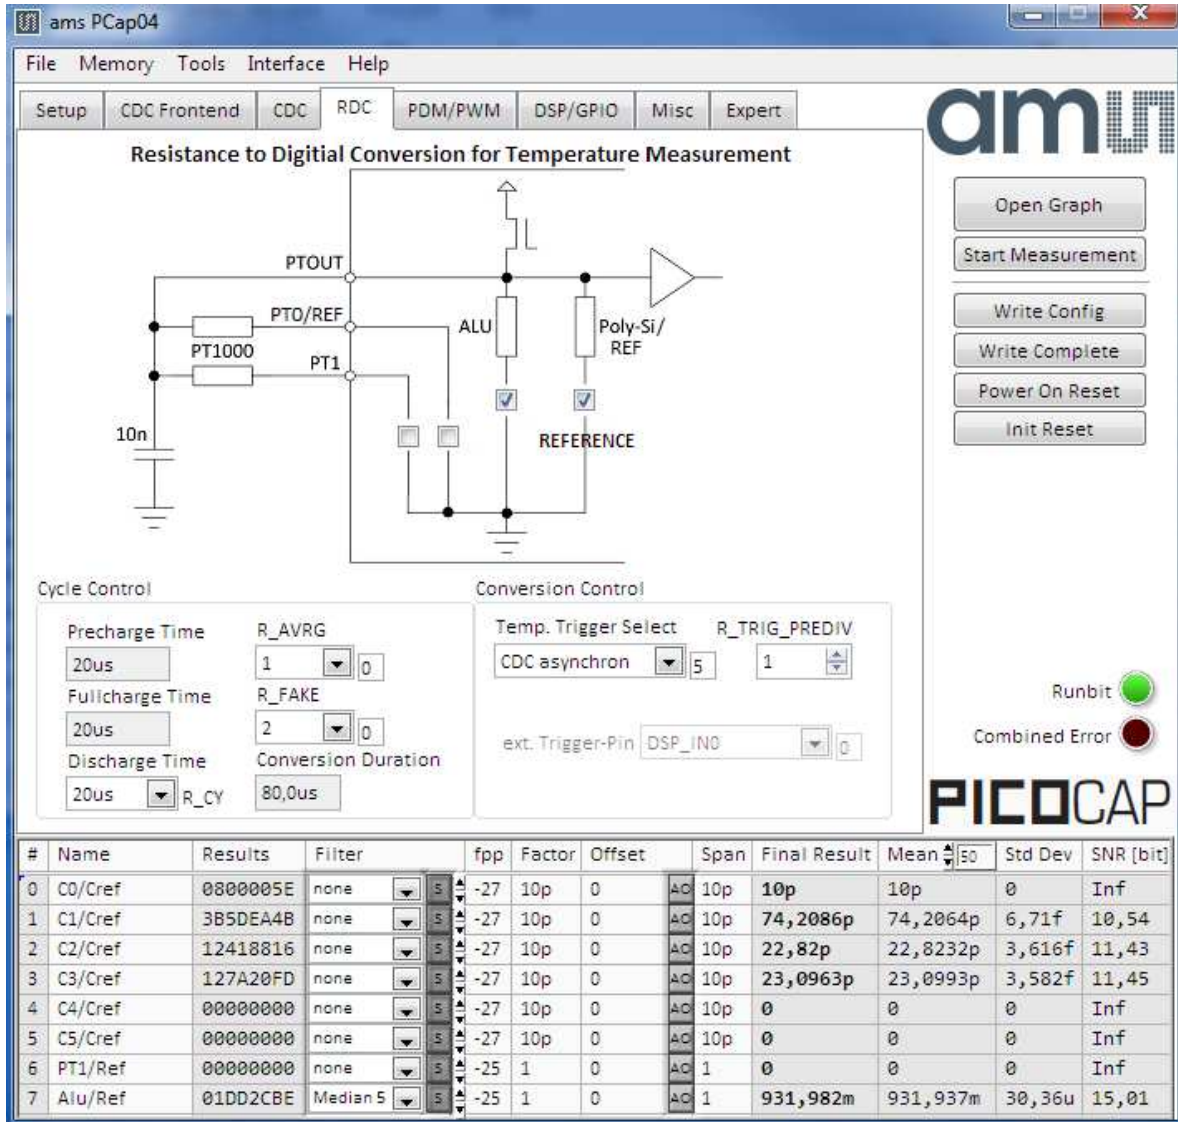 ams PCap04
File Memory Tools Interface Help
Setup CDC Frontend CDC RDC PDM/PWM DSP/GPIO Misc Expert
amu
Resistance to Digitial Conversion for Temperature Measurement
PTOUT
PT0/REF
PT1000
PT1
ALU
Poly-Si/
REF
10n
REFERENCE
Open Graph
Start Measurement
Write Config
Write Complete
Power On Reset
Init Reset
Cycle Control
Precharge Time R_AVRG
20us 1 0
Fullcharge Time R_FAKE
20us 2 0
Discharge Time Conversion Duration
20us R_CY 80,0us
Conversion Control
Temp. Trigger Select R_TRIG_PREDIV
CDC asynchron 5 1
ext. Trigger-Pin DSP_IN0 0
Runbit
Combined Error
PICOCAP
# Name Results Filter fpp Factor Offset Span Final Result Mean 50 Std Dev SNR [bit]
0 C0/Cref 0800005E none S -27 10p 0 AO 10p 10p 10p 0 Inf
1 C1/Cref 3B5DEA4B none S -27 10p 0 AO 10p 74,2086p 74,2064p 6,71f 10,54
2 C2/Cref 12418816 none S -27 10p 0 AO 10p 22,82p 22,8232p 3,616f 11,43
3 C3/Cref 127A20FD none S -27 10p 0 AO 10p 23,0963p 23,0993p 3,582f 11,45
4 C4/Cref 00000000 none S -27 10p 0 AO 10p 0 0 0 Inf
5 C5/Cref 00000000 none S -27 10p 0 AO 10p 0 0 0 Inf
6 PT1/Ref 00000000 none S -25 1 0 AO 1 0 0 0 Inf
7 Alu/Ref 01DD2CBE Median 5 S -25 1 0 AO 1 931,982m 931,937m 30,36u 15,01